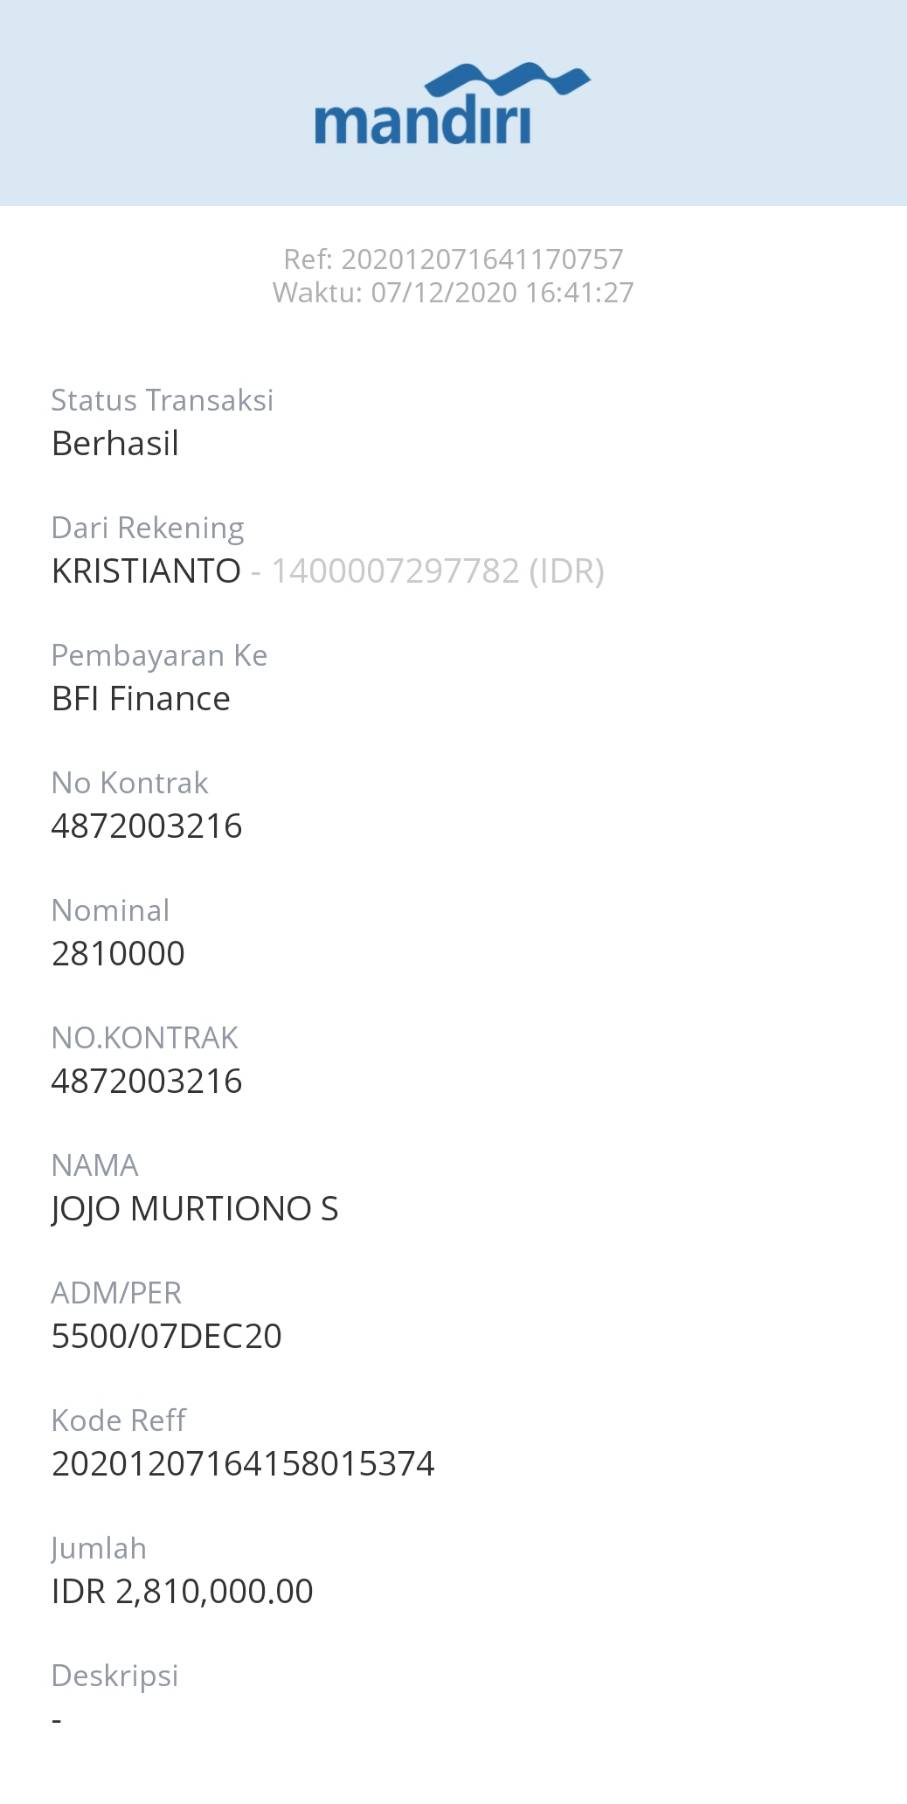 mandiri
Ref: 202012071641170757
Waktu: 07/12/2020 16:41:27
Status Transaksi
Berhasil
Dari Rekening
KRISTIANTO - 1400007297782 (IDR)
Pembayaran Ke
BFI Finance
No Kontrak
4872003216
Nominal
2810000
NO.KONTRAK
4872003216
NAMA
JOJO MURTIONO S
ADM/PER
5500/07DEC20
Kode Reff
20201207164158015374
Jumlah
IDR 2,810,000.00
Deskripsi
-